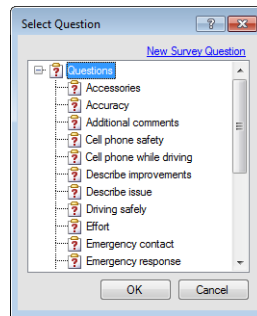 Select Question
New Survey Question
Questions
Accessories
Accuracy
Additional comments
Cell phone safety
Cell phone while driving
Describe improvements
Describe issue
Driving safely
Effort
Emergency contact
Emergency response
OK Cancel